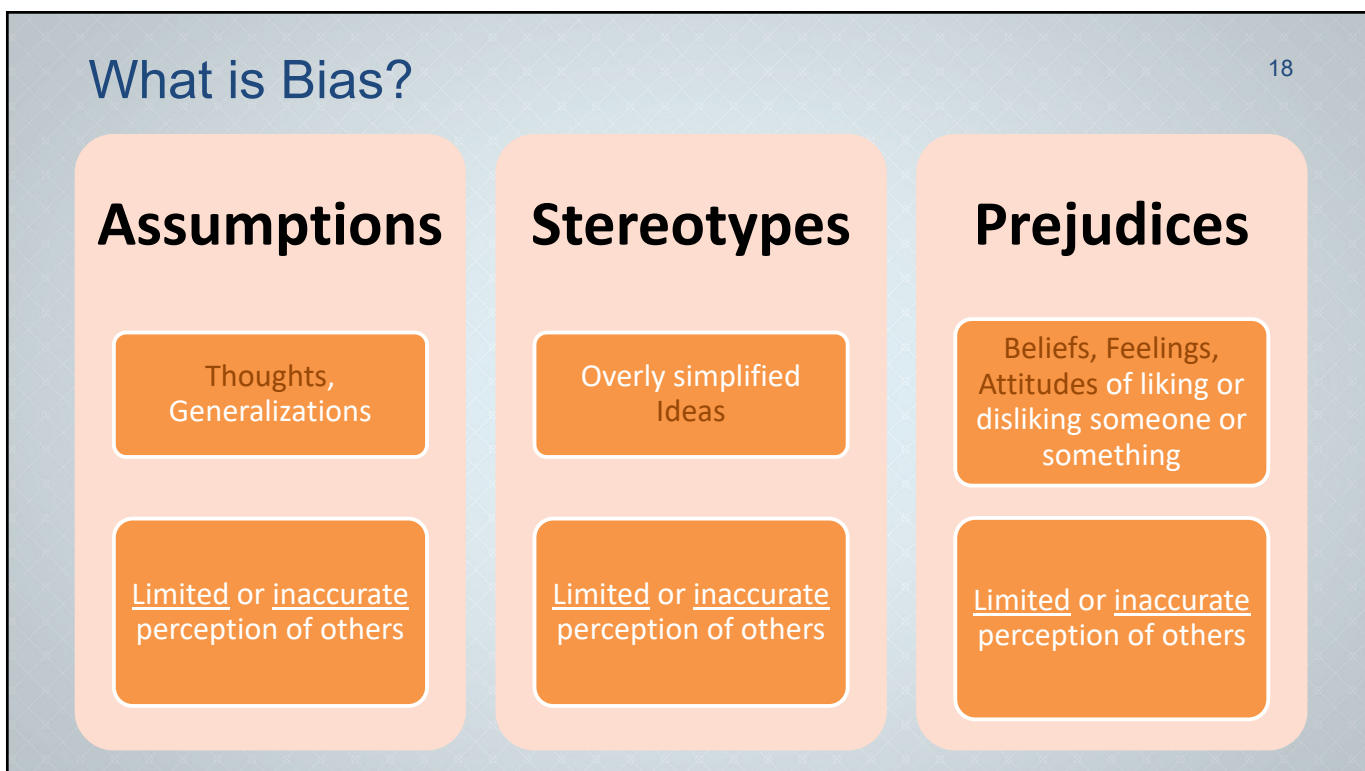 What is Bias?
18
Assumptions
Thoughts,
Generalizations
Limited or inaccurate
perception of others
Stereotypes
Overly simplified
Ideas
Limited or inaccurate
perception of others
Prejudices
Beliefs, Feelings,
Attitudes of liking or
disliking someone or
something
Limited or inaccurate
perception of others